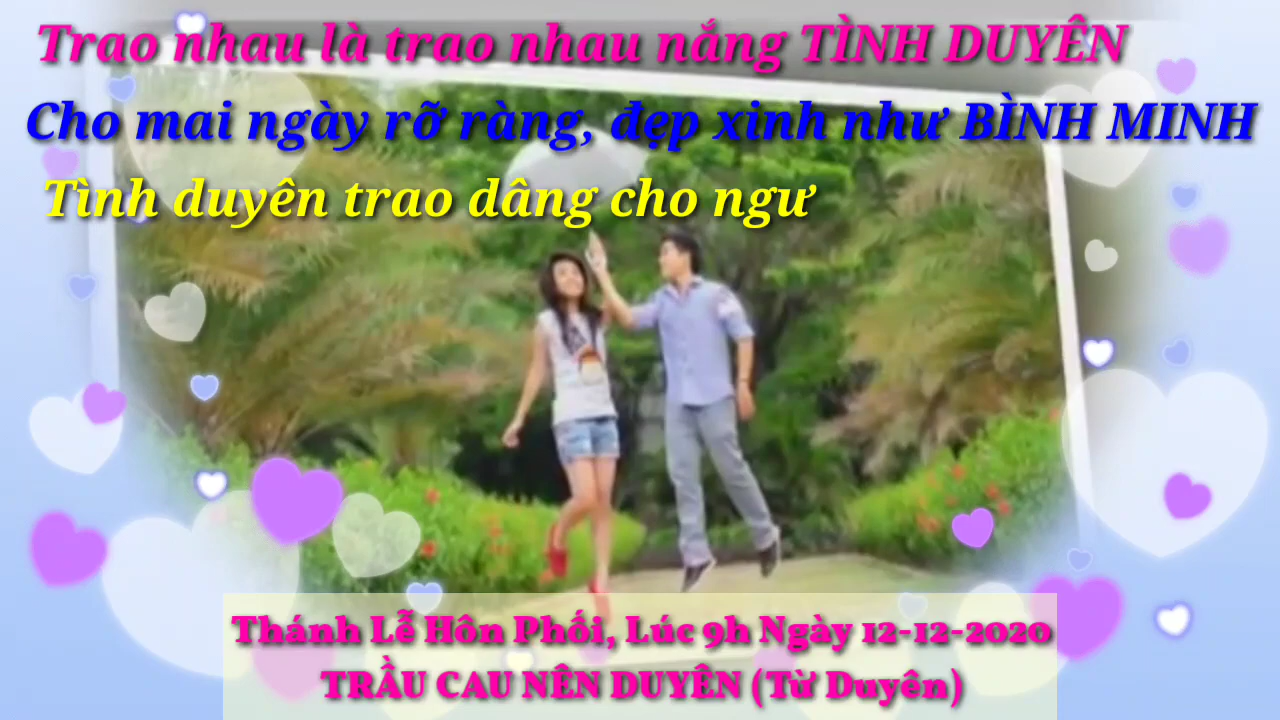 Trao nhau là trao nhau nắng TÌNH DUYÊN
Cho mai ngày rỡ ràng, đẹp xinh như BÌNH MINH
Tình duyên trao dâng cho ngư
Thánh Lễ Hôn Phối, Lúc 9h Ngày 12-12-2020
TRẦU CAU NÊN DUYÊN (Từ Duyên)